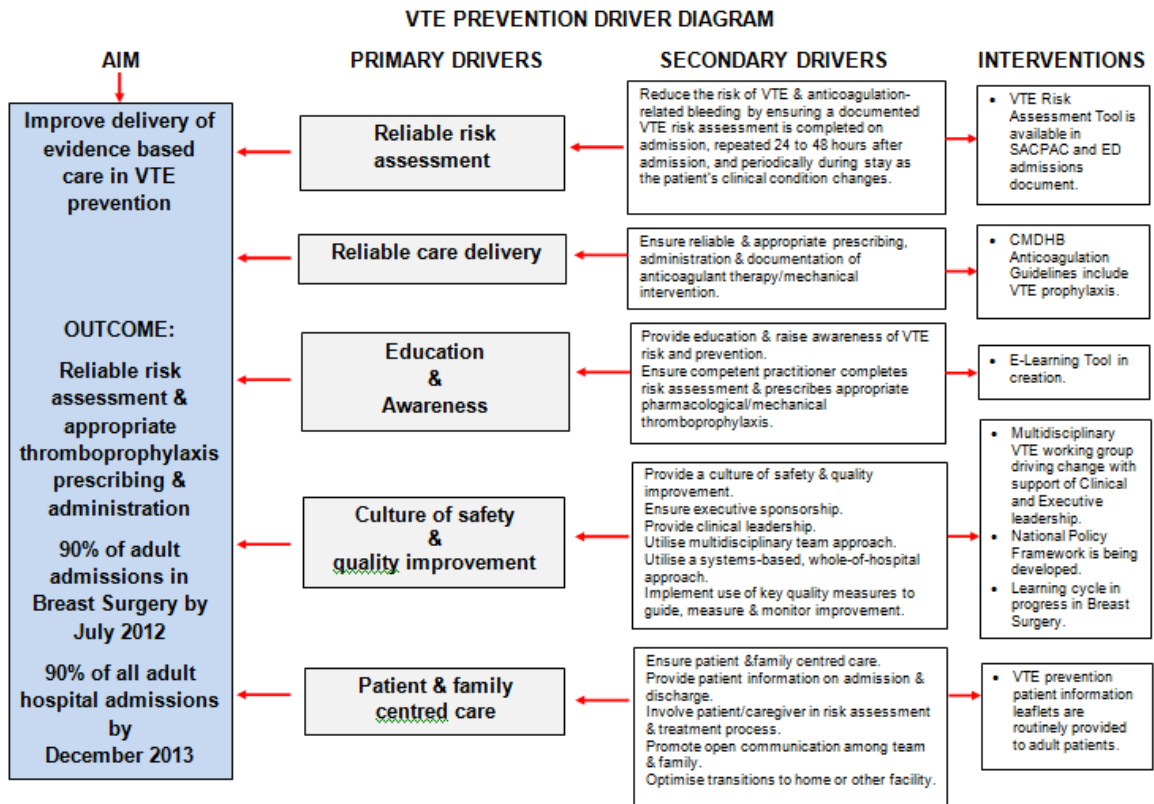 VTE PREVENTION DRIVER DIAGRAM
AIM
PRIMARY DRIVERS
SECONDARY DRIVERS
INTERVENTIONS
Improve delivery of
evidence based
care in VTE
prevention
OUTCOME:
Reliable risk
assessment &
appropriate
thromboprophylaxis
prescribing &
administration
90% of adult
admissions in
Breast Surgery by
July 2012
90% of all adult
hospital admissions
by
December 2013
Reliable risk
assessment
Reduce the risk of VTE & anticoagulation-
related bleeding by ensuring a documented
VTE risk assessment is completed on
admission, repeated 24 to 48 hours after
admission, and periodically during stay as
the patient's clinical condition changes.
• VTE Risk
Assessment Tool is
available in
SACPAC and ED
admissions
document.
Reliable care delivery
Ensure reliable & appropriate prescribing,
administration & documentation of
anticoagulant therapy/mechanical
intervention.
• CMDHB
Anticoagulation
Guidelines include
VTE prophylaxis.
Education
&
Awareness
Provide education & raise awareness of VTE
risk and prevention.
Ensure competent practitioner completes
risk assessment & prescribes appropriate
pharmacological/mechanical
thromboprophylaxis.
• E-Learning Tool in
creation.
Culture of safety
&
quality improvement
Provide a culture of safety & quality
improvement.
Ensure executive sponsorship.
Provide clinical leadership.
Utilise multidisciplinary team approach.
Utilise a systems-based, whole-of-hospital
approach.
Implement use of key quality measures to
guide, measure & monitor improvement.
• Multidisciplinary
VTE working group
driving change with
support of Clinical
and Executive
leadership.
• National Policy
Framework is being
developed.
• Learning cycle in
progress in Breast
Surgery.
Patient & family
centred care
Ensure patient &family centred care.
Provide patient information on admission &
discharge.
Involve patient/caregiver in risk assessment
& treatment process.
Promote open communication among team
& family.
Optimise transitions to home or other facility.
• VTE prevention
patient information
leaflets are
routinely provided
to adult patients.